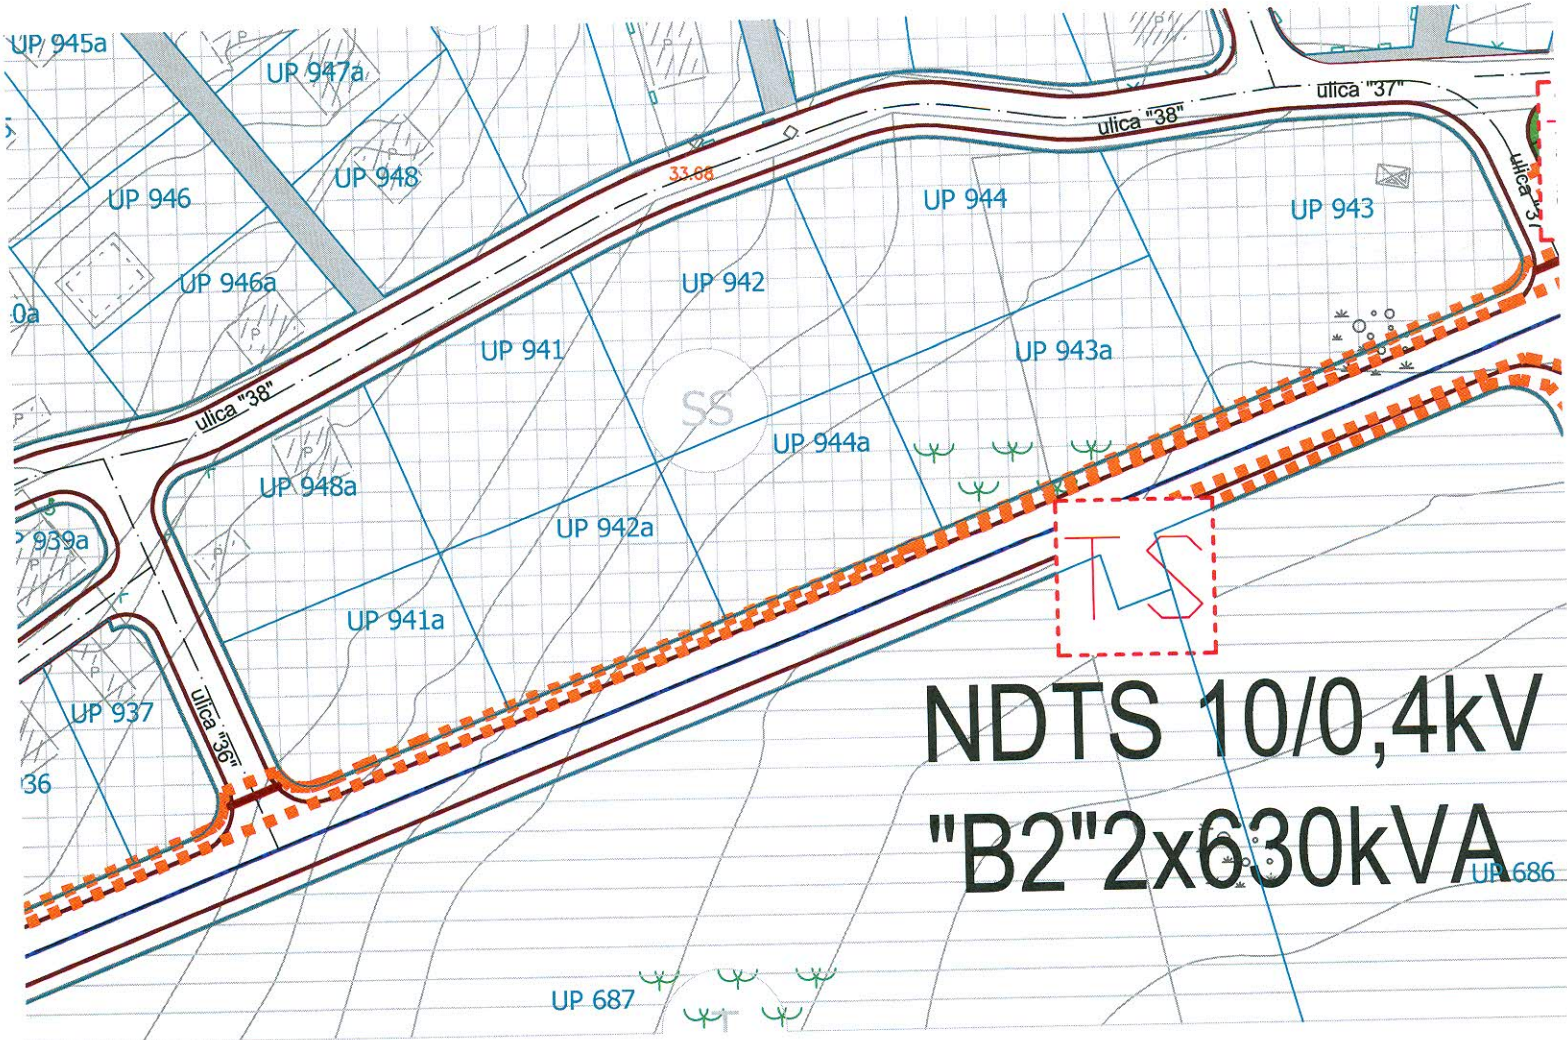 UP 945a
UP 947a
ulica "37"
ulica "38"
UP 946
UP 948
33.68
UP 944
UP 943
ulica "37
UP 946a
0a
UP 942
UP 941
UP 943a
ulica "38"
SS
UP 944a
UP 948a
UP 942a
P 939a
TS
UP 941a
ulica "36"
UP 937
36
NDTS 10/0,4kV
"B2"2x630kVA
UP 686
UP 687
T
P
P
P
P
P
P
P
P
P